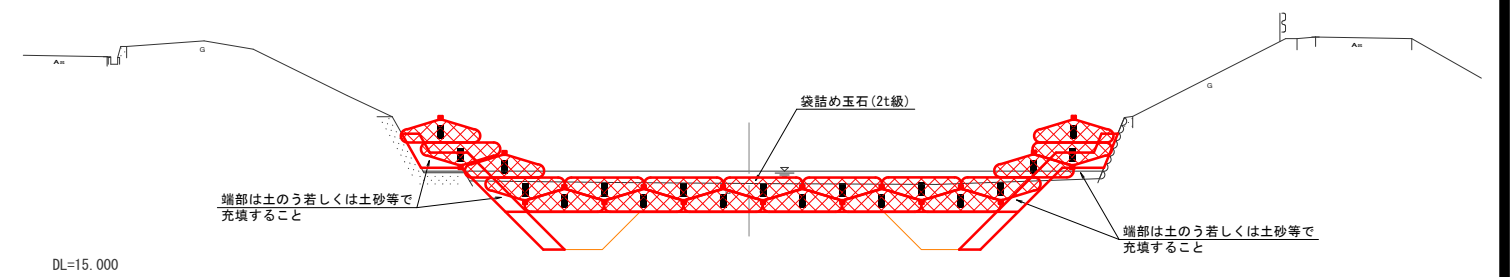 As
G
As
G
袋詰め玉石(2t級)
端部は土のう若しくは土砂等で
充填すること
端部は土のう若しくは土砂等で
充填すること
DL=15.000